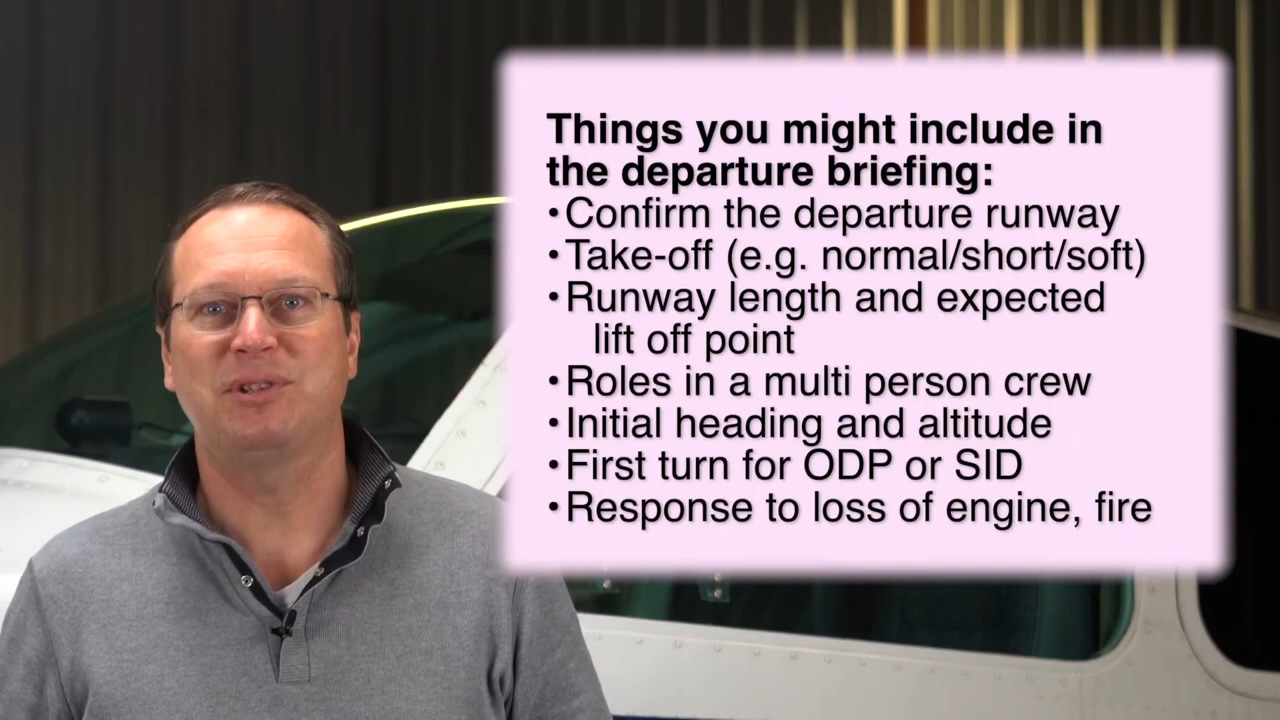 Things you might include in
the departure briefing:
•Confirm the departure runway
•Take-off (e.g. normal/short/soft)
•Runway length and expected
lift off point
•Roles in a multi person crew
•Initial heading and altitude
•First turn for ODP or SID
•Response to loss of engine, fire